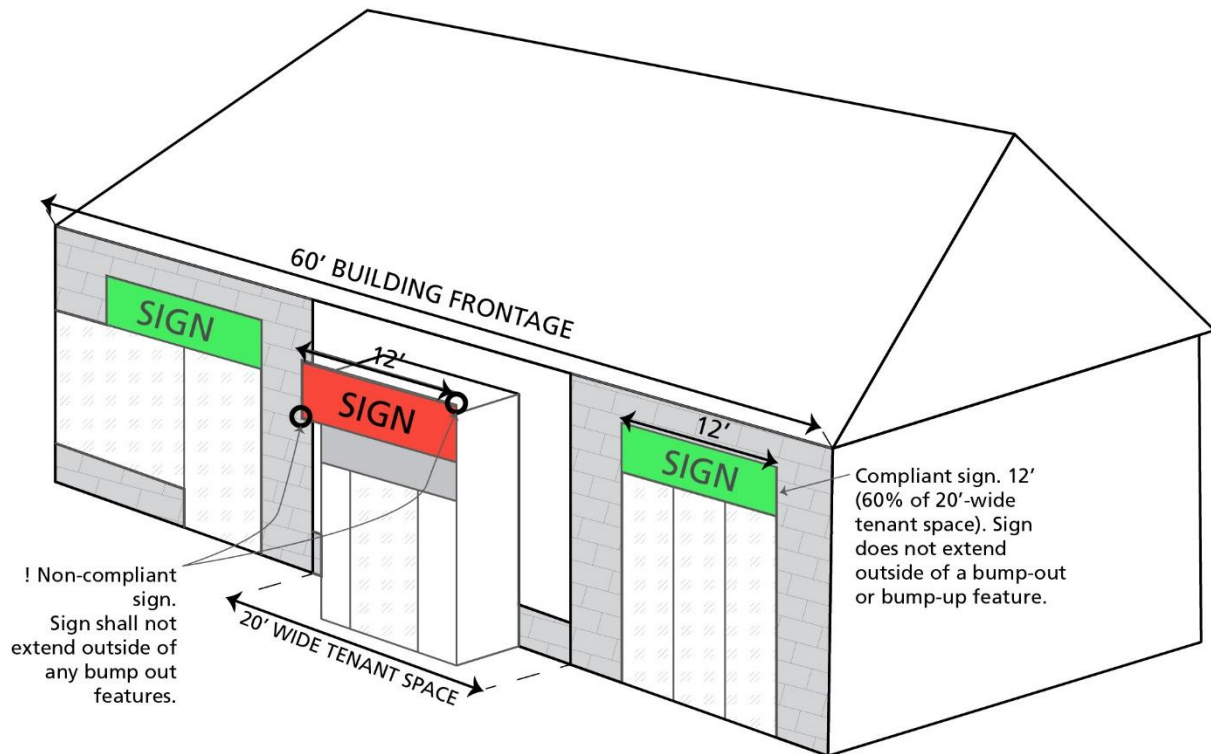 60’ BUILDING FRONTAGE
SIGN
12’
SIGN
12’
SIGN
Compliant sign. 12’
(60% of 20’-wide
tenant space). Sign
does not extend
outside of a bump-out
or bump-up feature.
! Non-compliant
sign.
Sign shall not
extend outside of
any bump out
features.
20’ WIDE TENANT SPACE